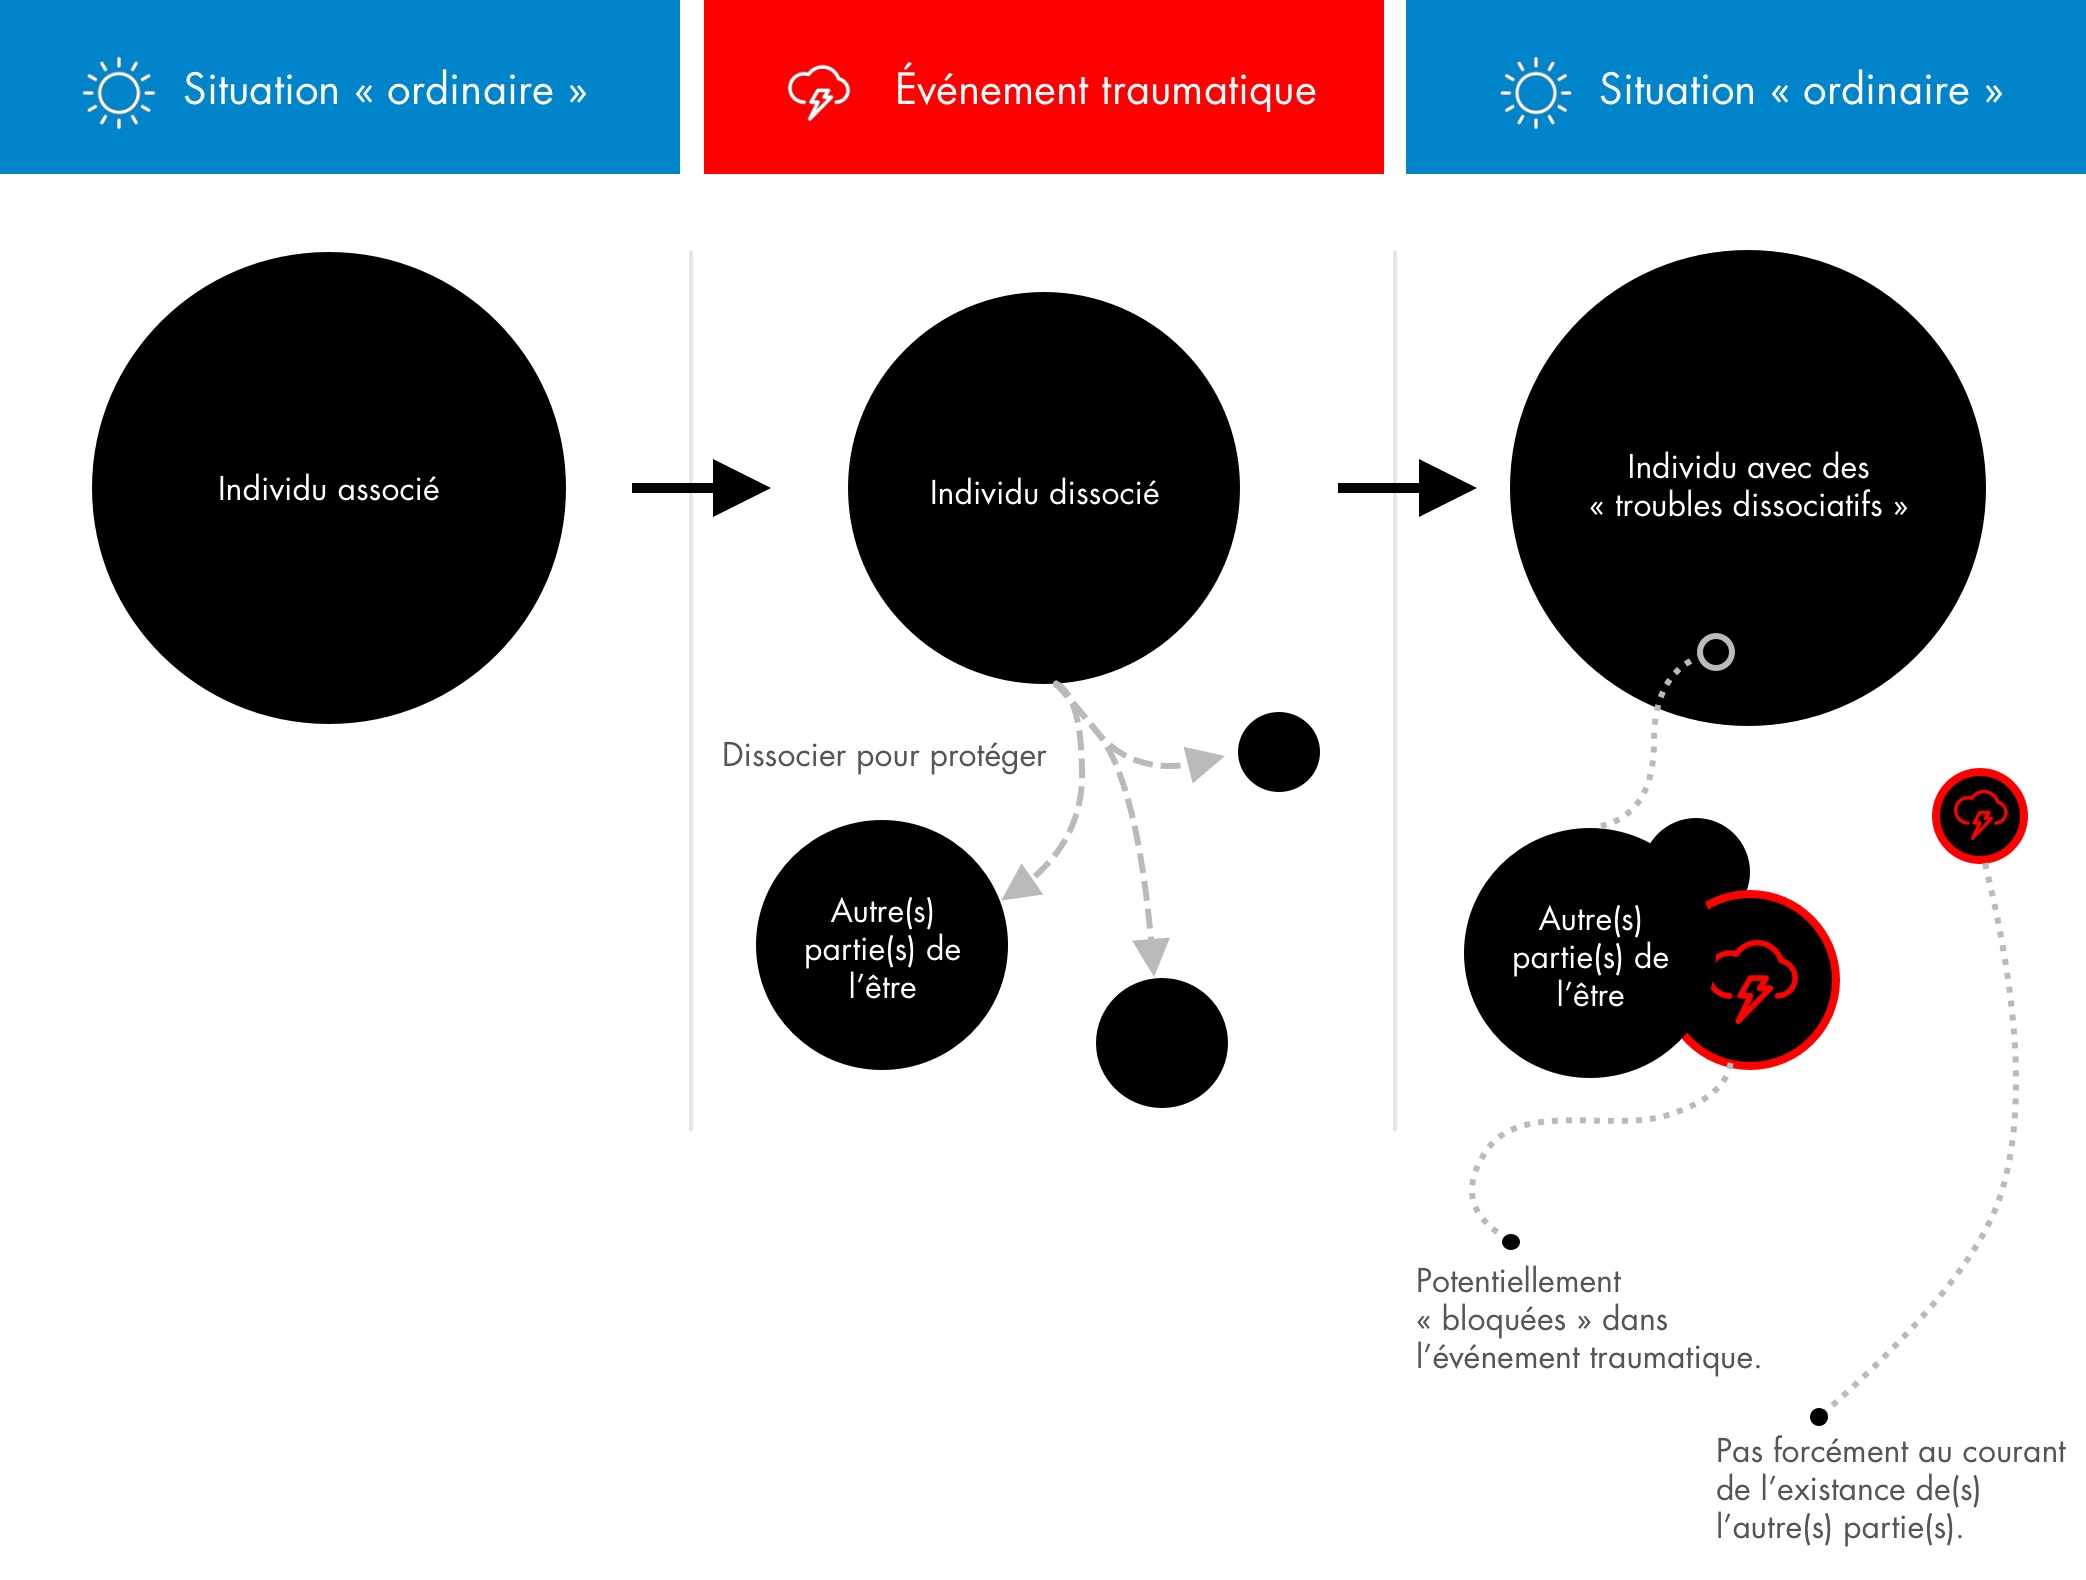 Situation « ordinaire »
Événement traumatique
Situation « ordinaire »
Individu associé
Individu dissocié
Individu avec des
« troubles dissociatifs »
Dissocier pour protéger
Autre(s)
partie(s) de
l’être
Autre(s)
partie(s) de
l’être
Potentiellement
« bloquées » dans
l’événement traumatique.
Pas forcément au courant
de l’existance de(s)
l’autre(s) partie(s).